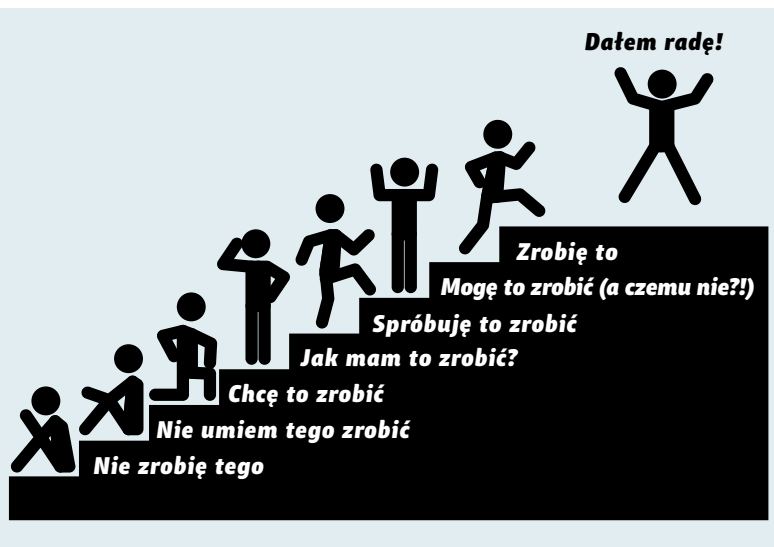 Dałem radę!
Zrobię to
Mogę to zrobić (a czemu nie?!)
Spróbuję to zrobić
Jak mam to zrobić?
Chcę to zrobić
Nie umiem tego zrobić
Nie zrobię tego